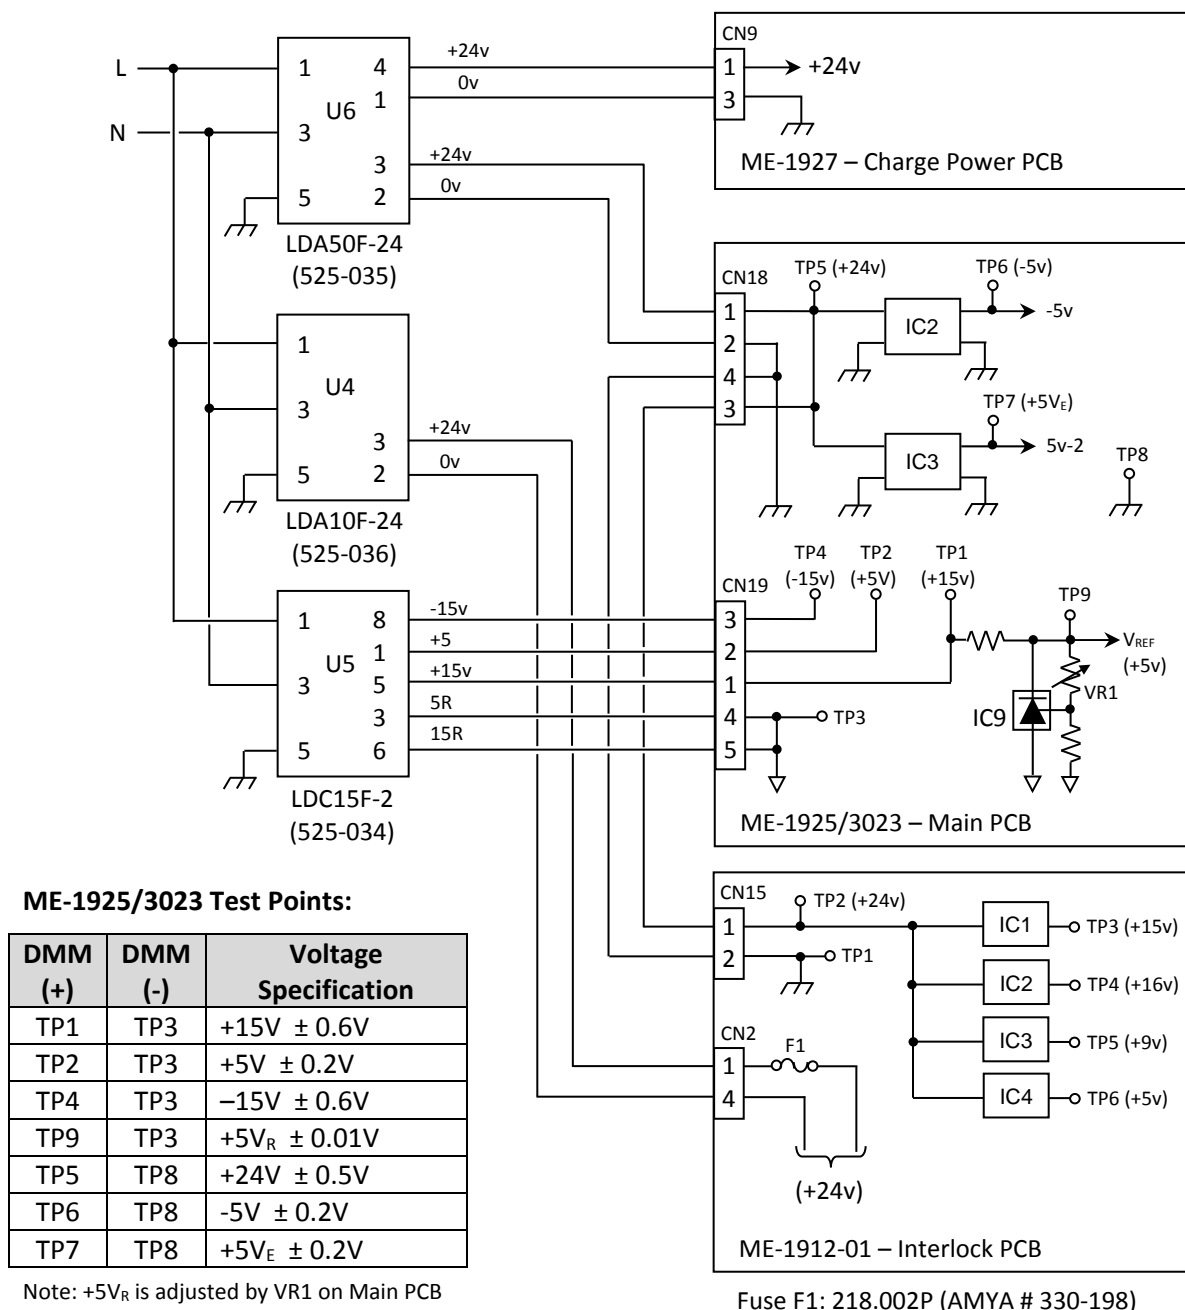 L
N
1
4
U6
1
3
3
5
2
LDA50F-24
(525-035)
+24v
0v
+24v
0v
CN9
1
+24v
3
ME-1927 – Charge Power PCB
1
U4
3
3
5
2
LDA10F-24
(525-036)
+24v
0v
CN18
1
2
4
3
TP5 (+24v)
TP6 (-5v)
IC2
-5v
TP7 (+5VE)
IC3
5v-2
TP8
1
8
U5
1
5
3
3
5
6
LDC15F-2
(525-034)
-15v
+5
+15v
5R
15R
CN19
3
2
1
4
5
TP4
(-15v)
TP2
(+5V)
TP1
(+15v)
TP9
VREF
(+5v)
VR1
IC9
TP3
ME-1925/3023 – Main PCB
CN15
1
2
TP2 (+24v)
TP1
IC1
TP3 (+15v)
IC2
TP4 (+16v)
IC3
TP5 (+9v)
IC4
TP6 (+5v)
CN2
1
4
F1
(+24v)
ME-1912-01 – Interlock PCB
Fuse F1: 218.002P (AMYA # 330-198)
ME-1925/3023 Test Points:
DMM (+) DMM (-) Voltage Specification
TP1 TP3 +15V ± 0.6V
TP2 TP3 +5V ± 0.2V
TP4 TP3 –15V ± 0.6V
TP9 TP3 +5VR ± 0.01V
TP5 TP8 +24V ± 0.5V
TP6 TP8 -5V ± 0.2V
TP7 TP8 +5VE ± 0.2V
Note: +5VR is adjusted by VR1 on Main PCB